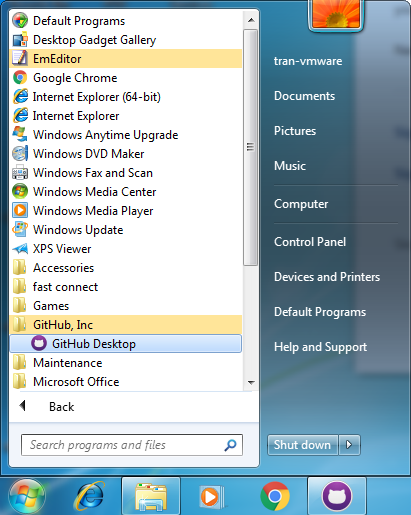 Default Programs
Desktop Gadget Gallery
EmEditor
Google Chrome
Internet Explorer (64-bit)
Internet Explorer
Windows Anytime Upgrade
Windows DVD Maker
Windows Fax and Scan
Windows Media Center
Windows Media Player
Windows Update
XPS Viewer
Accessories
fast connect
Games
GitHub, Inc
GitHub Desktop
Maintenance
Microsoft Office
Back
Search programs and files
tran-vmware
Documents
Pictures
Music
Computer
Control Panel
Devices and Printers
Default Programs
Help and Support
Shut down